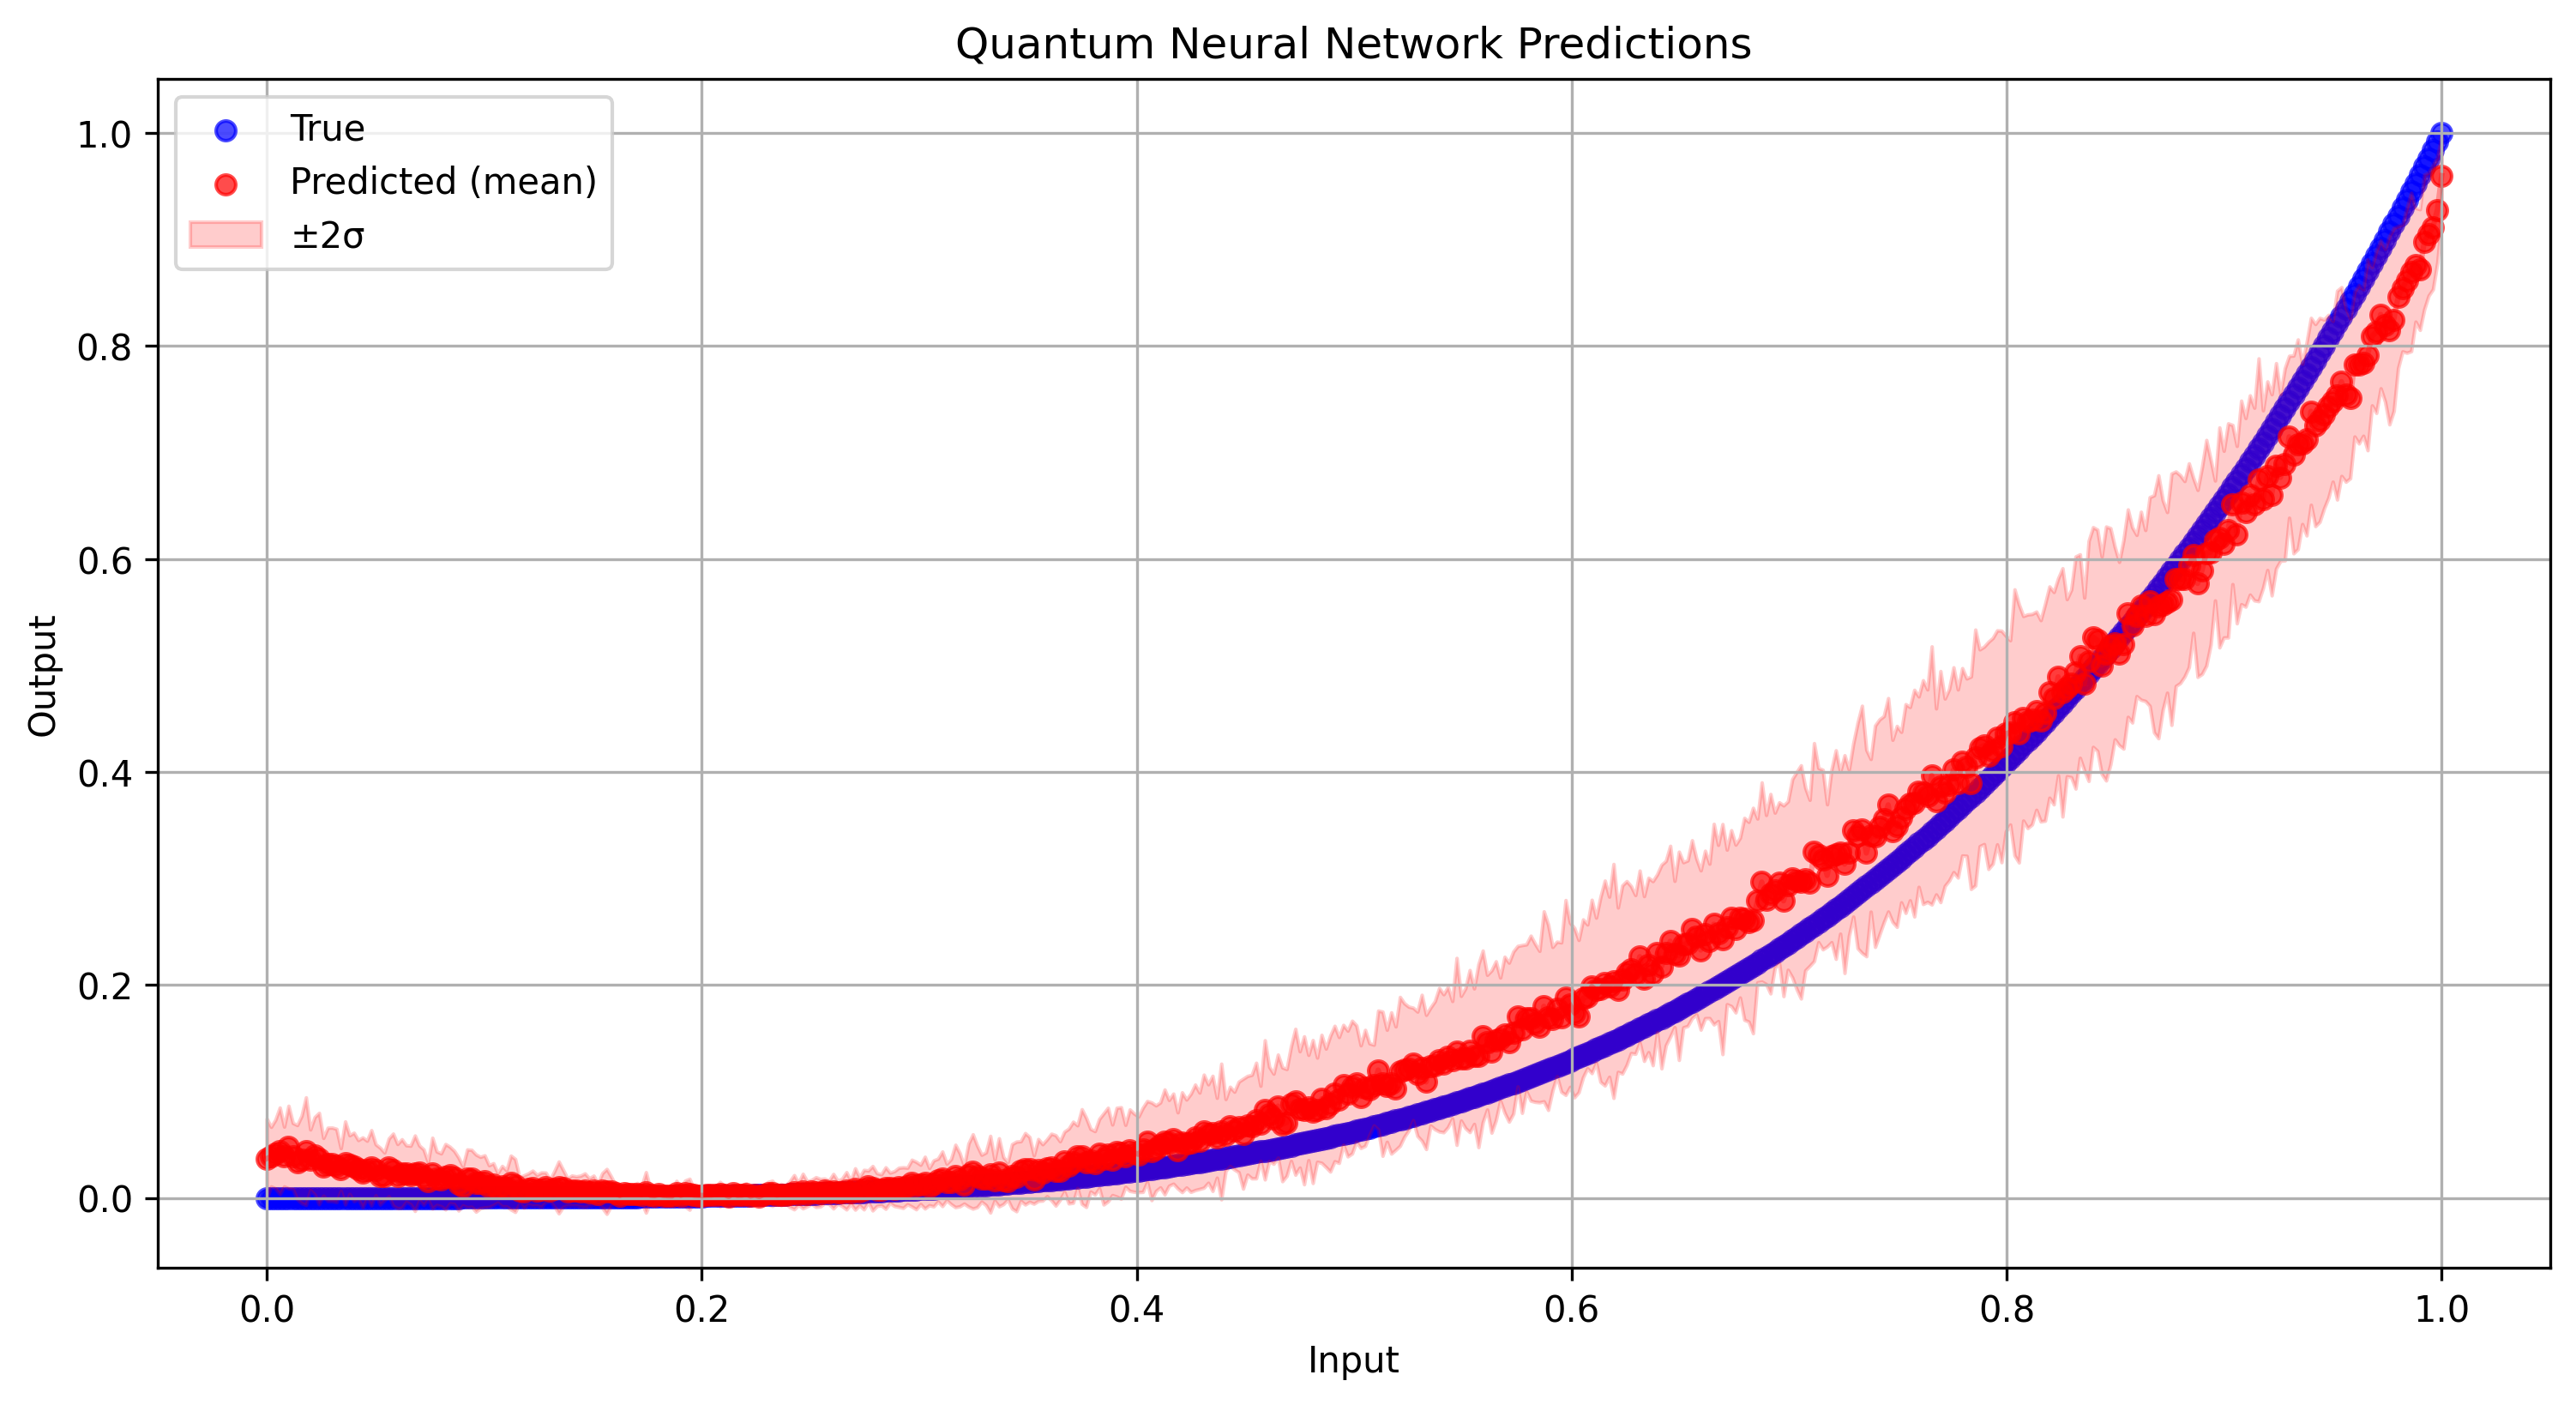 Quantum Neural Network Predictions
True
Predicted (mean)
±2σ
Output
1.0
0.8
0.6
0.4
0.2
0.0
0.0 0.2 0.4 0.6 0.8 1.0
Input